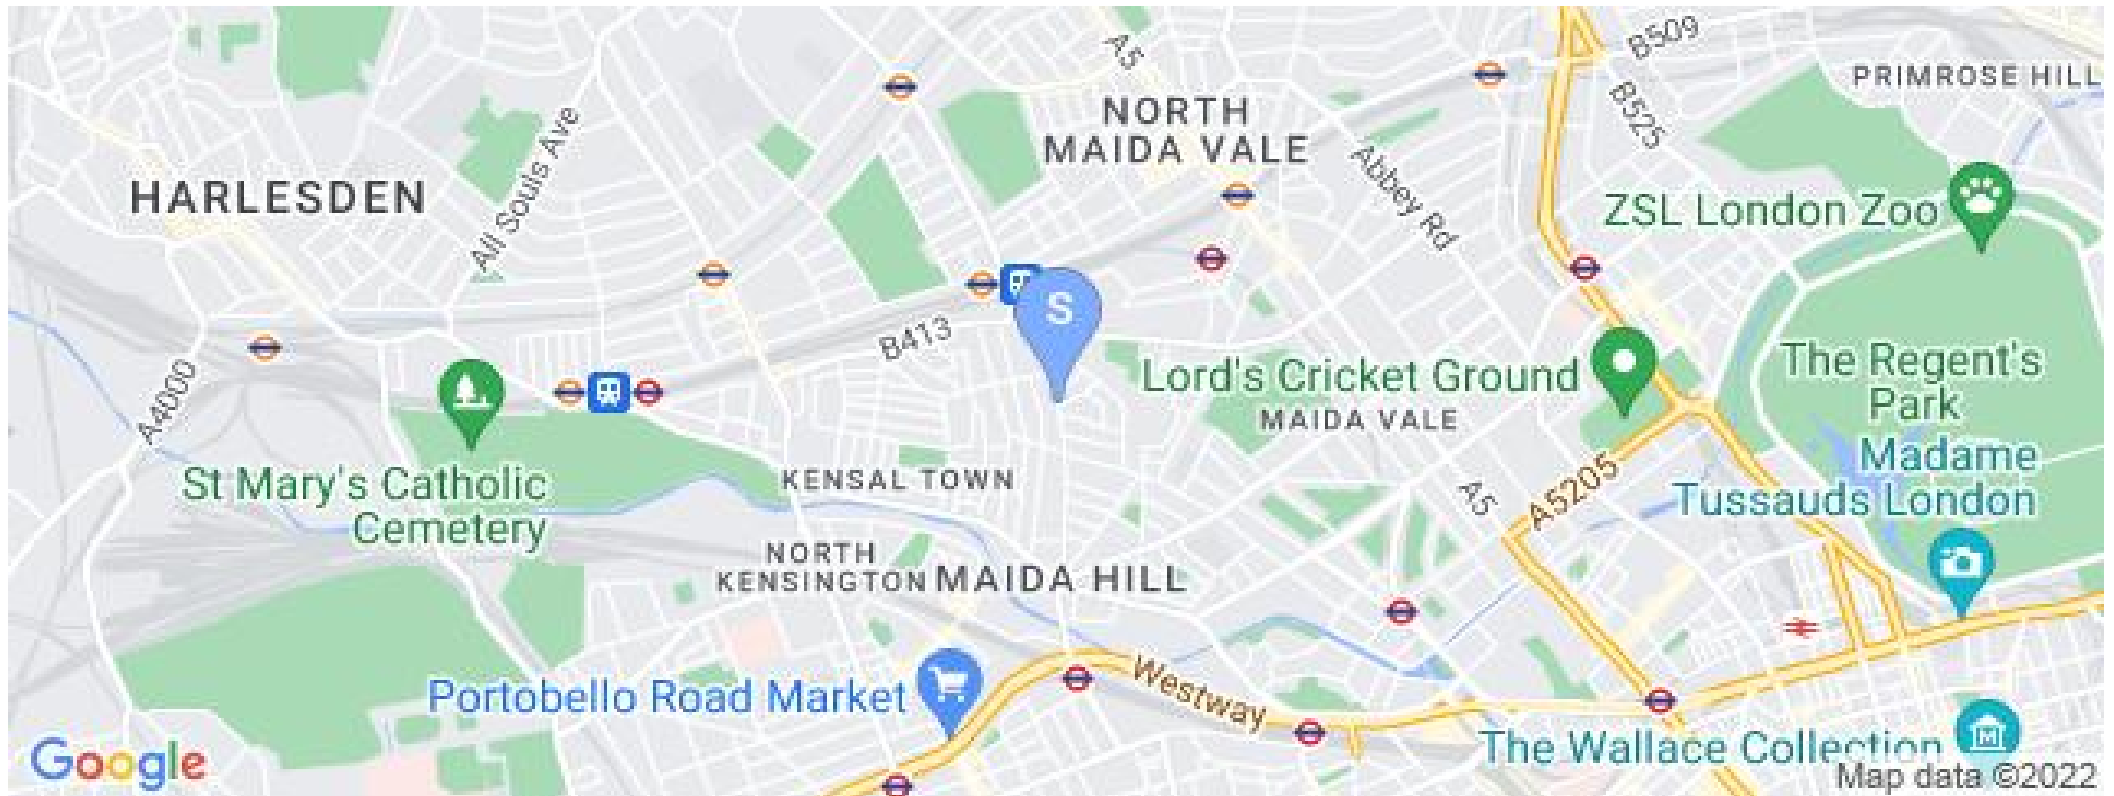 A5
B509
PRIMROSE HILL
B525
NORTH
MAIDA VALE
All Souls Ave
Abbey Rd
HARLESDEN
ZSL London Zoo
S
B413
A4000
Lord's Cricket Ground
MAIDA VALE
The Regent's
Park
Madame
Tussauds London
St Mary's Catholic
Cemetery
KENSAL TOWN
A5
A5205
NORTH
KENSINGTON
MAIDA HILL
Portobello Road Market
Westway
The Wallace Collection
Google
Map data ©2022